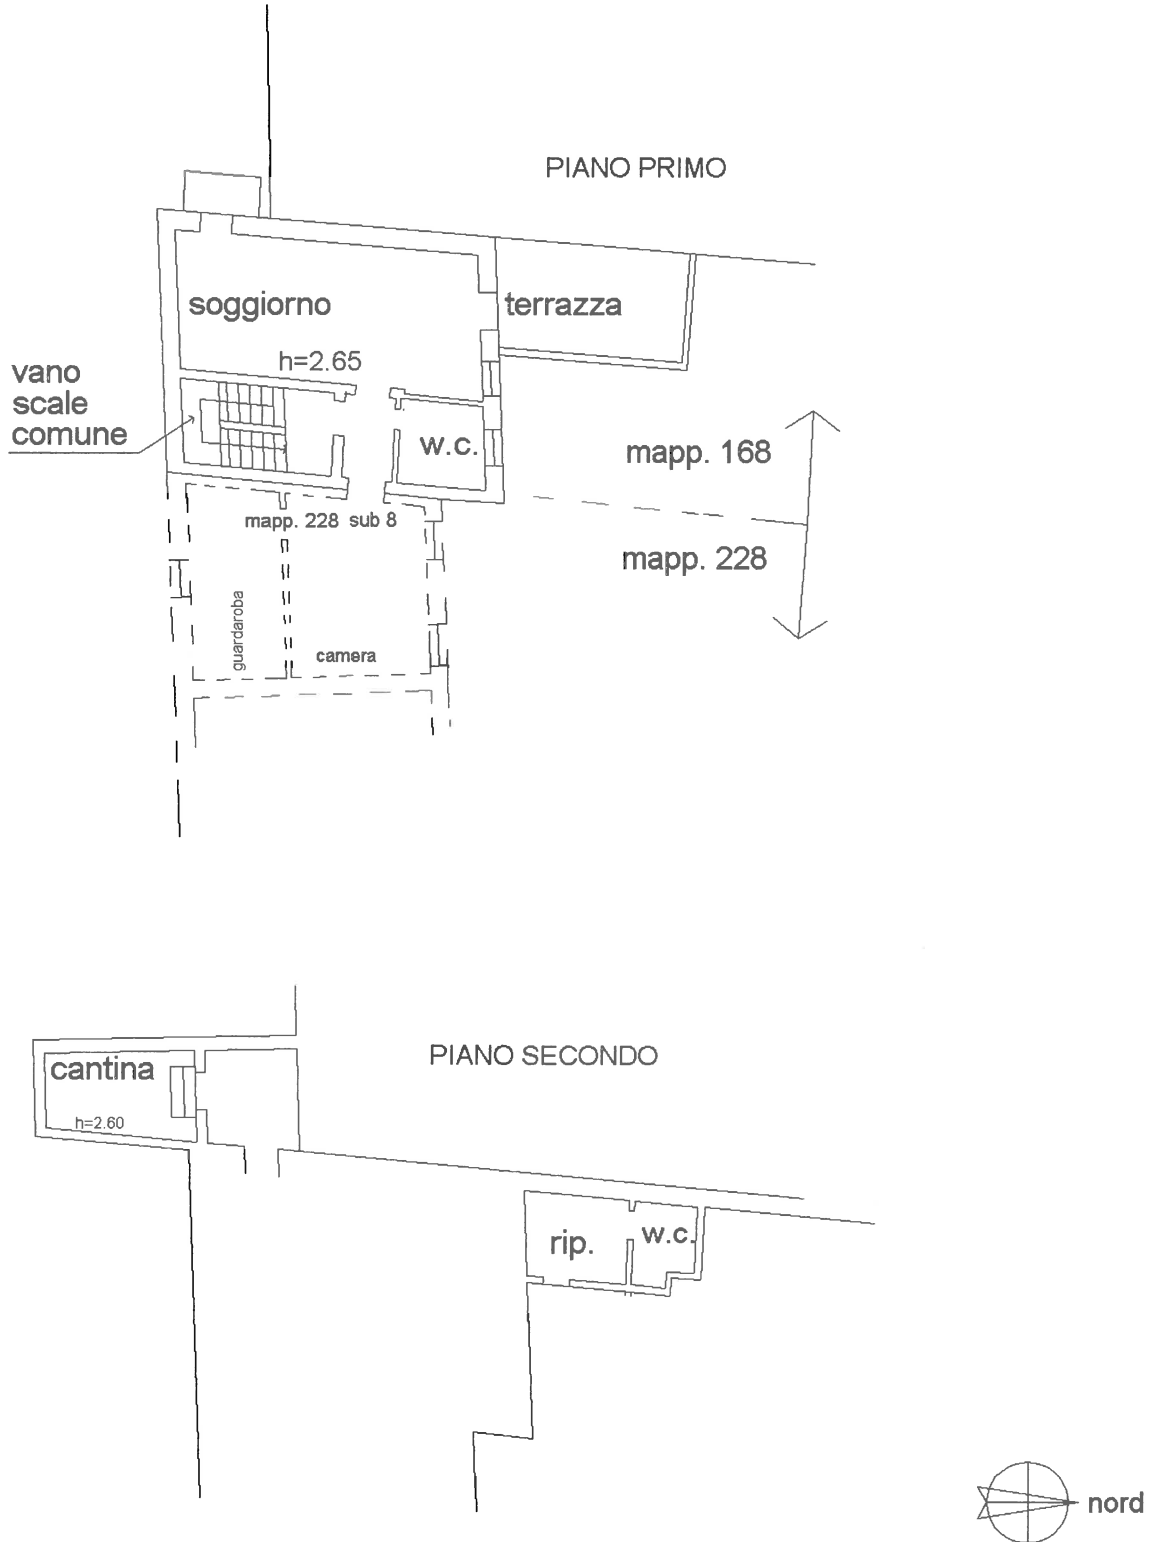 PIANO PRIMO
soggiorno
terrazza
h=2.65
vano
scale
comune
w.c.
mapp. 168
mapp. 228 sub 8
mapp. 228
guardaroba
camera
PIANO SECONDO
cantina
h=2.60
rip.
w.c.
nord